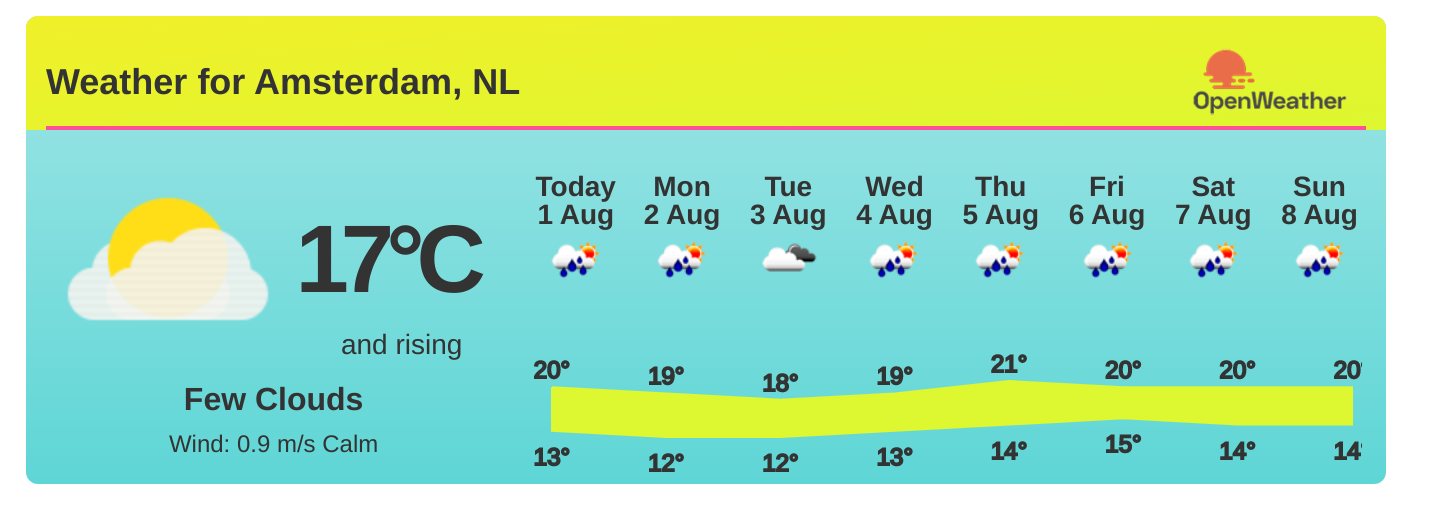 Weather for Amsterdam, NL
OpenWeather
17°C
and rising
Few Clouds
Wind: 0.9 m/s Calm
Today Mon Tue Wed Thu Fri Sat Sun
1 Aug 2 Aug 3 Aug 4 Aug 5 Aug 6 Aug 7 Aug 8 Aug
20° 19° 18° 19° 21° 20° 20° 20°
13° 12° 12° 13° 14° 15° 14° 14°